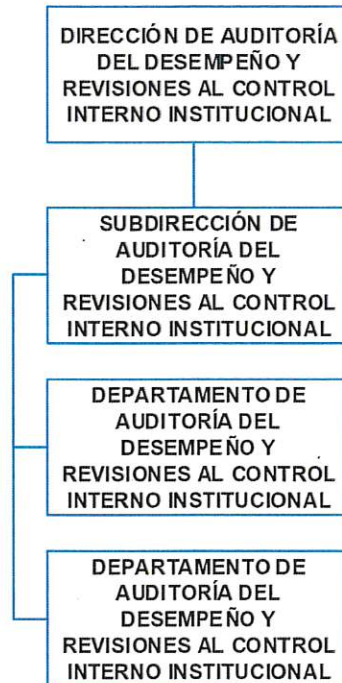 DIRECCIÓN DE AUDITORÍA
DEL DESEMPEÑO Y
REVISIONES AL CONTROL
INTERNO INSTITUCIONAL
SUBDIRECCIÓN DE
AUDITORÍA DEL
DESEMPEÑO Y
REVISIONES AL CONTROL
INTERNO INSTITUCIONAL
DEPARTAMENTO DE
AUDITORÍA DEL
DESEMPEÑO Y
REVISIONES AL CONTROL
INTERNO INSTITUCIONAL
DEPARTAMENTO DE
AUDITORÍA DEL
DESEMPEÑO Y
REVISIONES AL CONTROL
INTERNO INSTITUCIONAL